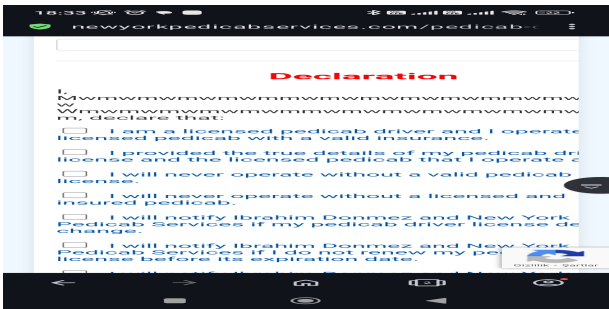 18:33
newyorkpedicabservices.com/pedicab-
Declaration
I,
W
m, declare that:
I am a licensed pedicab driver and I operate
licensed pedicab with a valid insurance.
I provided the true details of my pedicab dri
license and the licensed pedicab that I operate a
I will never operate without a valid pedicab
license.
I will never operate without a licensed and
insured pedicab.
I will notify Ibrahim Donmez and New York
Pedicab Services if my pedicab driver license de
change.
I will notify Ibrahim Donmez and New York
Pedicab Services if I do not renew my pe
license before its expiration date.
Gizlilik - Şartlar
2